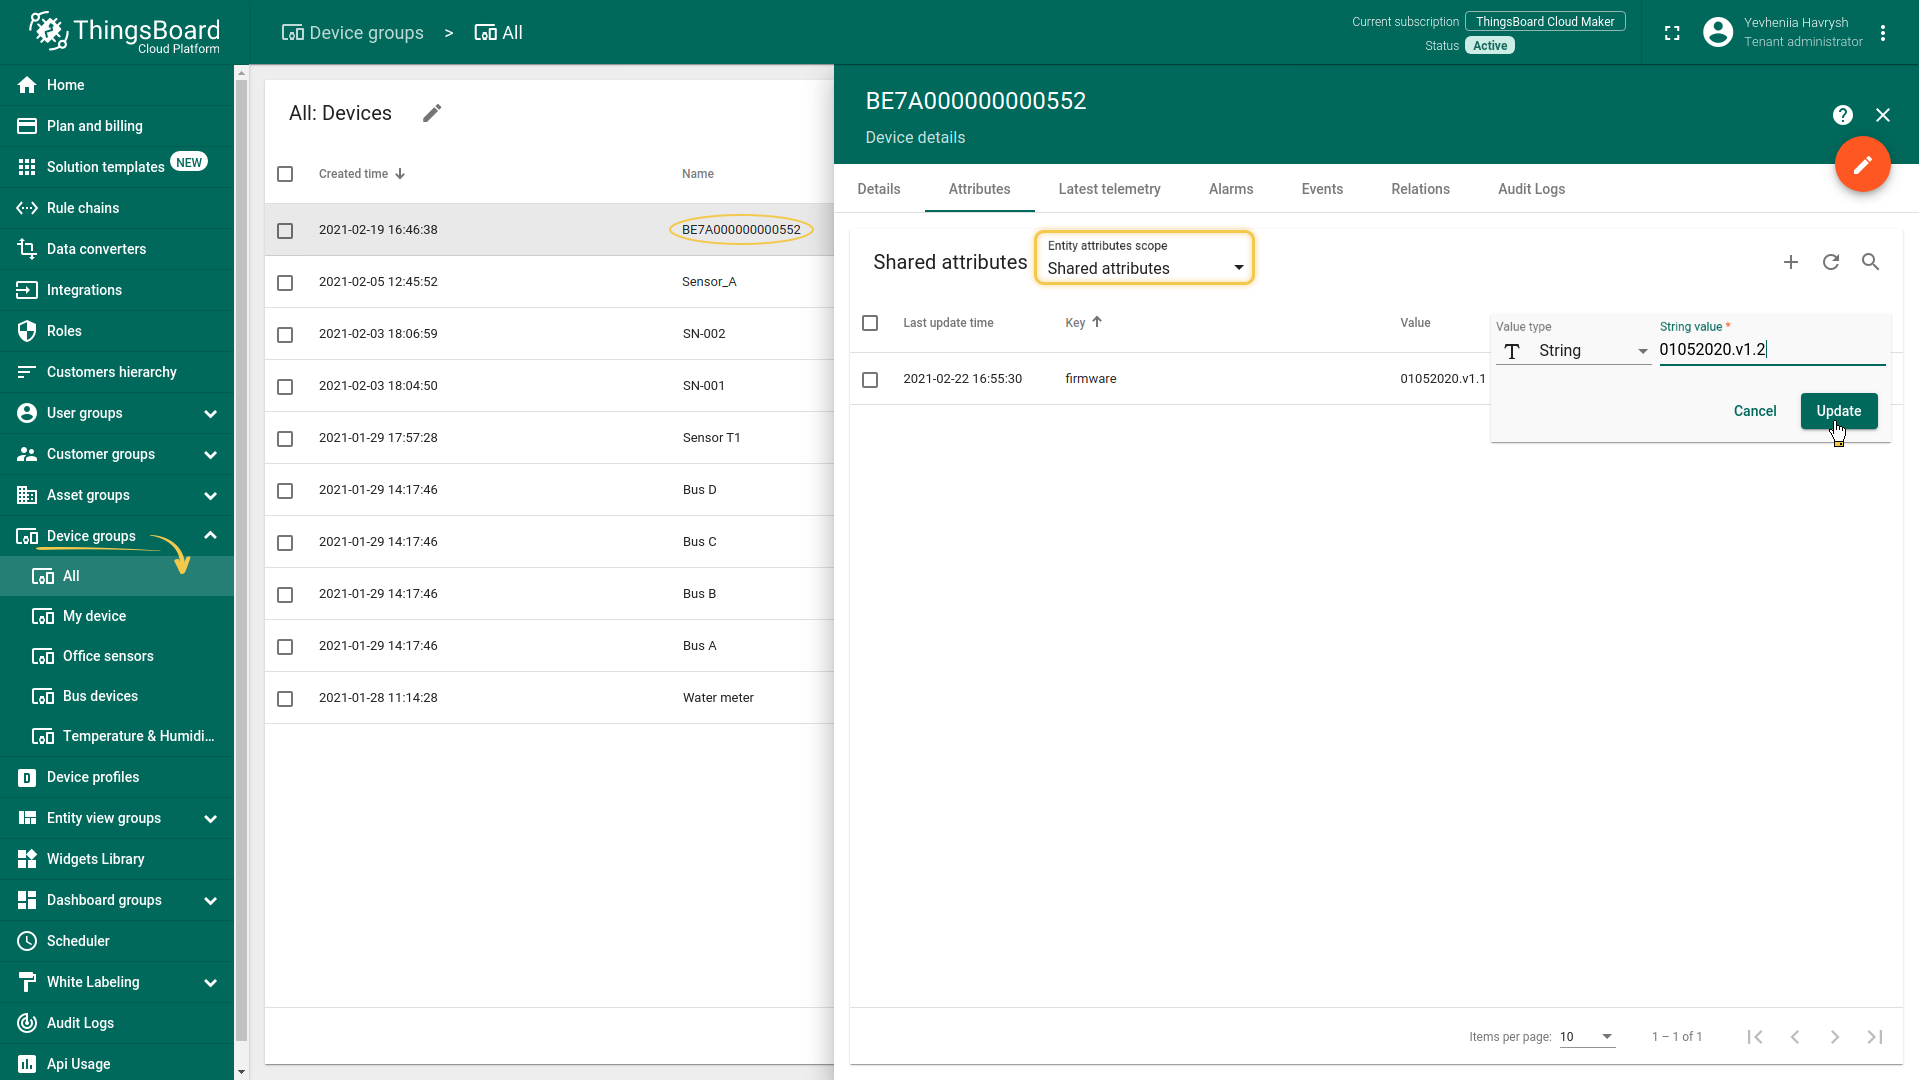 ThingsBoard
Cloud Platform
Device groups > All
Current subscription ThingsBoard Cloud Maker
Status Active
Yevheniia Havrysh
Tenant administrator
Home
Plan and billing
Solution templates NEW
Rule chains
Data converters
Integrations
Roles
Customers hierarchy
User groups
Customer groups
Asset groups
Device groups
All
My device
Office sensors
Bus devices
Temperature & Humidi...
Device profiles
Entity view groups
Widgets Library
Dashboard groups
Scheduler
White Labeling
Audit Logs
Api Usage
All: Devices
Created time Name
2021-02-19 16:46:38 BE7A000000000552
2021-02-05 12:45:52 Sensor_A
2021-02-03 18:06:59 SN-002
2021-02-03 18:04:50 SN-001
2021-01-29 17:57:28 Sensor T1
2021-01-29 14:17:46 Bus D
2021-01-29 14:17:46 Bus C
2021-01-29 14:17:46 Bus B
2021-01-29 14:17:46 Bus A
2021-01-28 11:14:28 Water meter
BE7A000000000552
Device details
Details Attributes Latest telemetry Alarms Events Relations Audit Logs
Entity attributes scope
Shared attributes Shared attributes
Last update time Key Value
2021-02-22 16:55:30 firmware 01052020.v1.1
Value type String value *
String 01052020.v1.2
Cancel Update
Items per page: 10 1 – 1 of 1